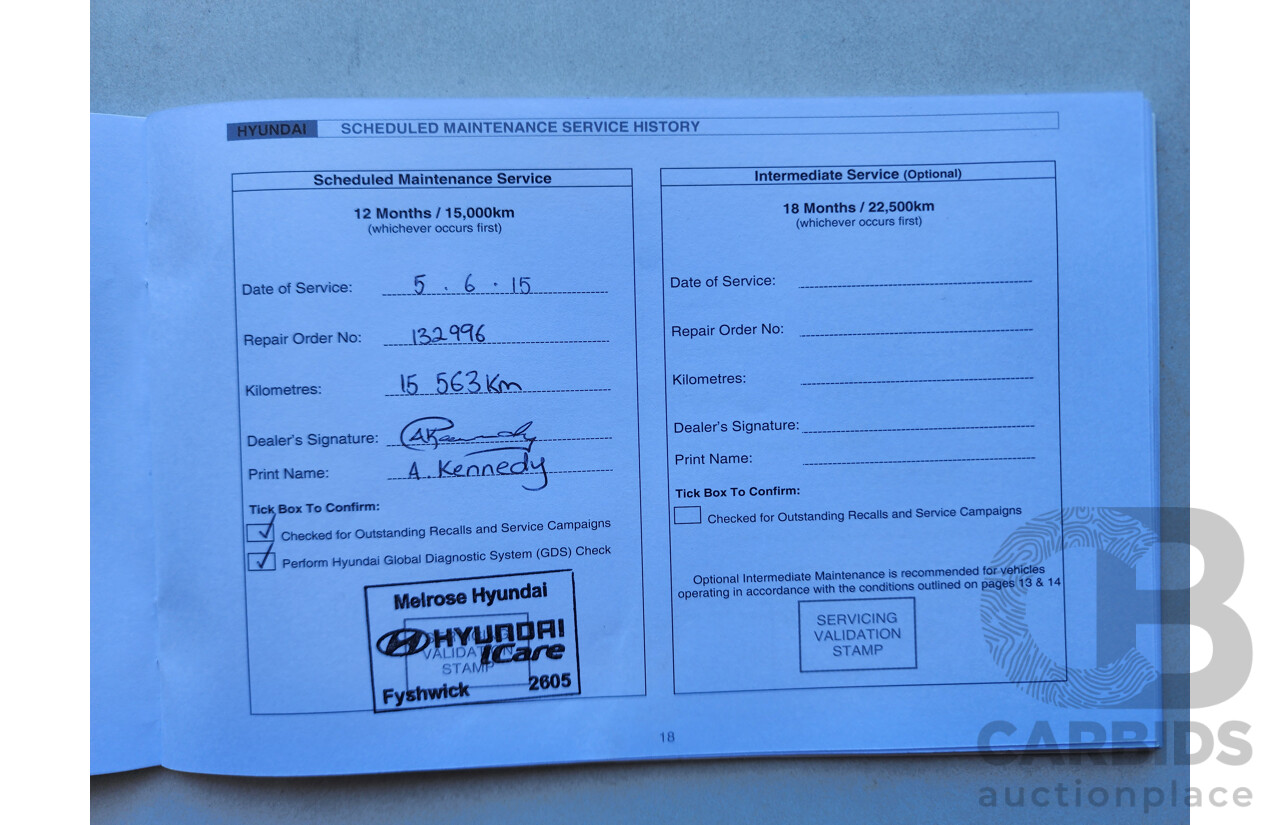 HYUNDAI SCHEDULED MAINTENANCE SERVICE HISTORY
Scheduled Maintenance Service
12 Months / 15,000km
(whichever occurs first)
Date of Service: 5 . 6 . 15
Repair Order No: 132996
Kilometres: 15 563 Km
Dealer's Signature: AKennedy
Print Name: A. Kennedy
Tick Box To Confirm:
Checked for Outstanding Recalls and Service Campaigns
Perform Hyundai Global Diagnostic System (GDS) Check
Melrose Hyundai
HYUNDAI
iCare
VALIDATION
STAMP
Fyshwick 2605
Intermediate Service (Optional)
18 Months / 22,500km
(whichever occurs first)
Date of Service:
Repair Order No:
Kilometres:
Dealer's Signature:
Print Name:
Tick Box To Confirm:
Checked for Outstanding Recalls and Service Campaigns
Optional Intermediate Maintenance is recommended for vehicles
operating in accordance with the conditions outlined on pages 13 & 14
SERVICING
VALIDATION
STAMP
18
CB
CARBIDS
auctionplace